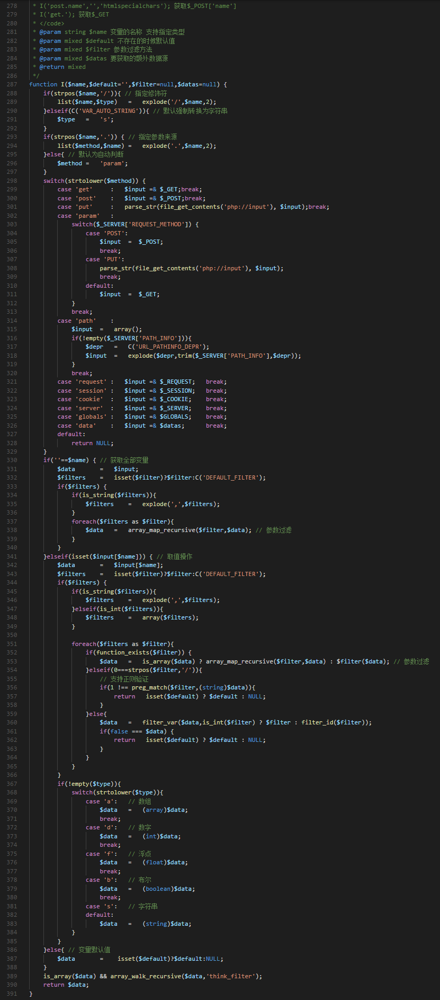 278 * I('post.name','','htmlspecialchars'); 获取$_POST['name']
279 * I('get.'); 获取$_GET
280 * </code>
281 * @param string $name 变量的名称 支持指定类型
282 * @param mixed $default 不存在的时候默认值
283 * @param mixed $filter 参数过滤方法
284 * @param mixed $datas 要获取的额外数据源
285 * @return mixed
286 */
287 function I($name,$default='',$filter=null,$datas=null) {
288 if(strpos($name,'/')){ // 指定修饰符
289 list($name,$type) = explode('/',$name,2);
290 }elseif(C('VAR_AUTO_STRING')){ // 默认强制转换为字符串
291 $type = 's';
292 }
293 if(strpos($name,'.')) { // 指定参数来源
294 list($method,$name) = explode('.',$name,2);
295 }else{ // 默认为自动判断
296 $method = 'param';
297 }
298 switch(strtolower($method)) {
299 case 'get' : $input =& $_GET;break;
300 case 'post' : $input =& $_POST;break;
301 case 'put' : parse_str(file_get_contents('php://input'), $input);break;
302 case 'param' :
303 switch($_SERVER['REQUEST_METHOD']) {
304 case 'POST':
305 $input = $_POST;
306 break;
307 case 'PUT':
308 parse_str(file_get_contents('php://input'), $input);
309 break;
310 default:
311 $input = $_GET;
312 }
313 break;
314 case 'path' :
315 $input = array();
316 if(!empty($_SERVER['PATH_INFO'])){
317 $depr = C('URL_PATHINFO_DEPR');
318 $input = explode($depr,trim($_SERVER['PATH_INFO'],$depr));
319 }
320 break;
321 case 'request' : $input =& $_REQUEST; break;
322 case 'session' : $input =& $_SESSION; break;
323 case 'cookie' : $input =& $_COOKIE; break;
324 case 'server' : $input =& $_SERVER; break;
325 case 'globals' : $input =& $GLOBALS; break;
326 case 'data' : $input =& $datas; break;
327 default:
328 return NULL;
329 }
330 if(''==$name) { // 获取全部变量
331 $data = $input;
332 $filters = isset($filter)?$filter:C('DEFAULT_FILTER');
333 if($filters) {
334 if(is_string($filters)){
335 $filters = explode(',',$filters);
336 }
337 foreach($filters as $filter){
338 $data = array_map_recursive($filter,$data); // 参数过滤
339 }
340 }
341 }elseif(isset($input[$name])) { // 取值操作
342 $data = $input[$name];
343 $filters = isset($filter)?$filter:C('DEFAULT_FILTER');
344 if($filters) {
345 if(is_string($filters)){
346 $filters = explode(',',$filters);
347 }elseif(is_int($filters)){
348 $filters = array($filters);
349 }
350
351 foreach($filters as $filter){
352 if(function_exists($filter)) {
353 $data = is_array($data) ? array_map_recursive($filter,$data) : $filter($data); // 参数过滤
354 }elseif(0===strpos($filter,'/')){
355 // 支持正则验证
356 if(1 !== preg_match($filter,(string)$data)){
357 return isset($default) ? $default : NULL;
358 }
359 }else{
360 $data = filter_var($data,is_int($filter) ? $filter : filter_id($filter));
361 if(false === $data) {
362 return isset($default) ? $default : NULL;
363 }
364 }
365 }
366 }
367 if(!empty($type)){
368 switch(strtolower($type)){
369 case 'a': // 数组
370 $data = (array)$data;
371 break;
372 case 'd': // 数字
373 $data = (int)$data;
374 break;
375 case 'f': // 浮点
376 $data = (float)$data;
377 break;
378 case 'b': // 布尔
379 $data = (boolean)$data;
380 break;
381 case 's': // 字符串
382 default:
383 $data = (string)$data;
384 }
385 }
386 }else{ // 变量默认值
387 $data = isset($default)?$default:NULL;
388 }
389 is_array($data) && array_walk_recursive($data,'think_filter');
390 return $data;
391 }